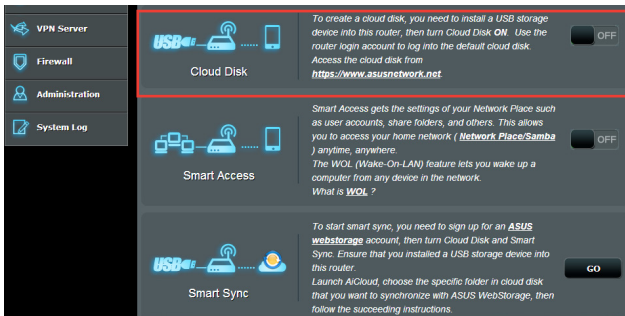 VPN Server
Firewall
Administration
System Log
USB
Cloud Disk
To create a cloud disk, you need to install a USB storage
device into this router, then turn Cloud Disk ON. Use the
router login account to log into the default cloud disk.
Access the cloud disk from
https://www.asusnetwork.net.
OFF
Smart Access
Smart Access gets the settings of your Network Place such
as user accounts, share folders, and others. This allows
you to access your home network ( Network Place/Samba
) anytime, anywhere.
The WOL (Wake-On-LAN) feature lets you wake up a
computer from any device in the network.
What is WOL ?
OFF
USB
Smart Sync
To start smart sync, you need to sign up for an ASUS
webstorage account, then turn Cloud Disk and Smart
Sync. Ensure that you installed a USB storage device into
this router.
Launch AiCloud, choose the specific folder in cloud disk
that you want to synchronize with ASUS WebStorage, then
follow the succeeding instructions.
GO